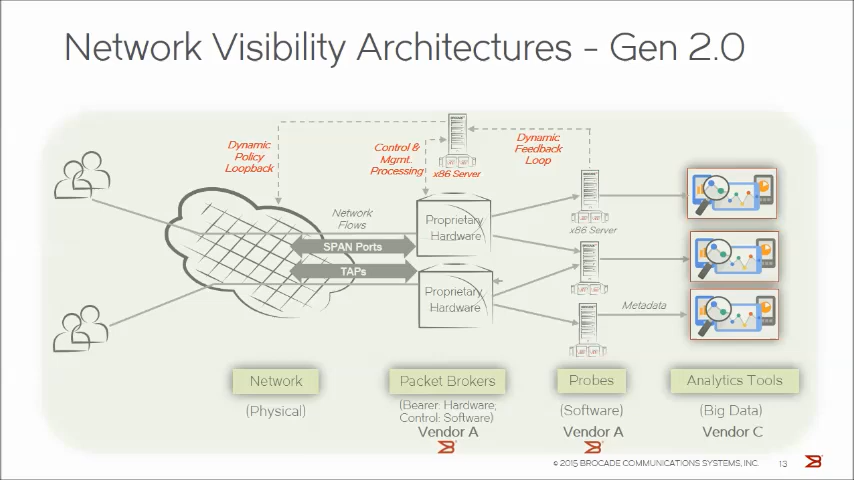 Network Visibility Architectures - Gen 2.0
Dynamic
Policy
Loopback
Control &
Mgmt.
Processing
x86 Server
Dynamic
Feedback
Loop
Network
Flows
SPAN Ports
TAPs
Proprietary
Hardware
Proprietary
Hardware
x86 Server
Metadata
Network
(Physical)
Packet Brokers
(Bearer: Hardware;
Control: Software)
Vendor A
Probes
(Software)
Vendor A
Analytics Tools
(Big Data)
Vendor C
© 2015 BROCADE COMMUNICATIONS SYSTEMS, INC.
13